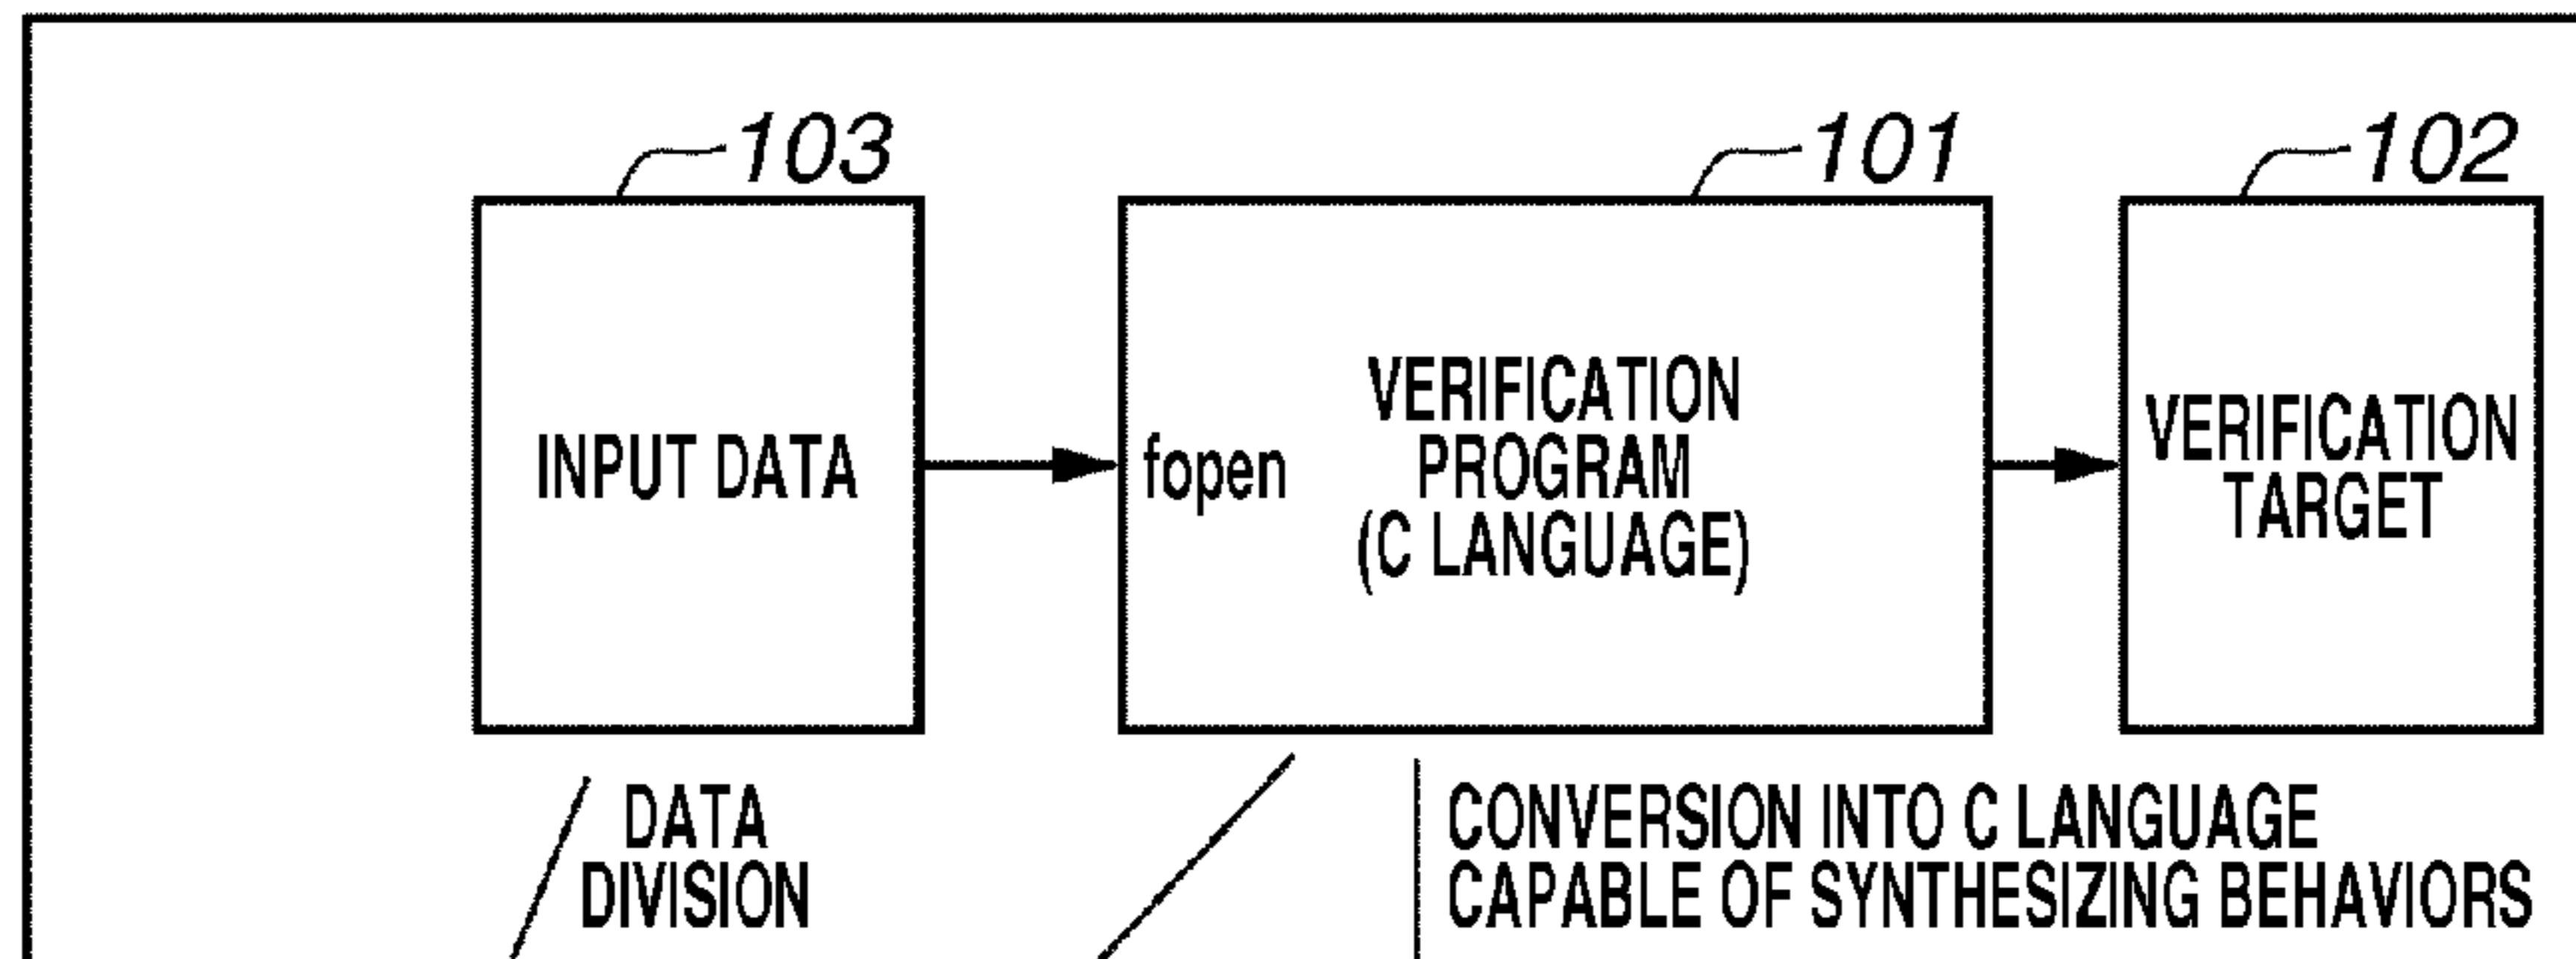 103
101
102
INPUT DATA
fopen
VERIFICATION
PROGRAM
(C LANGUAGE)
VERIFICATION
TARGET
DATA
DIVISION
CONVERSION INTO C LANGUAGE
CAPABLE OF SYNTHESIZING BEHAVIORS